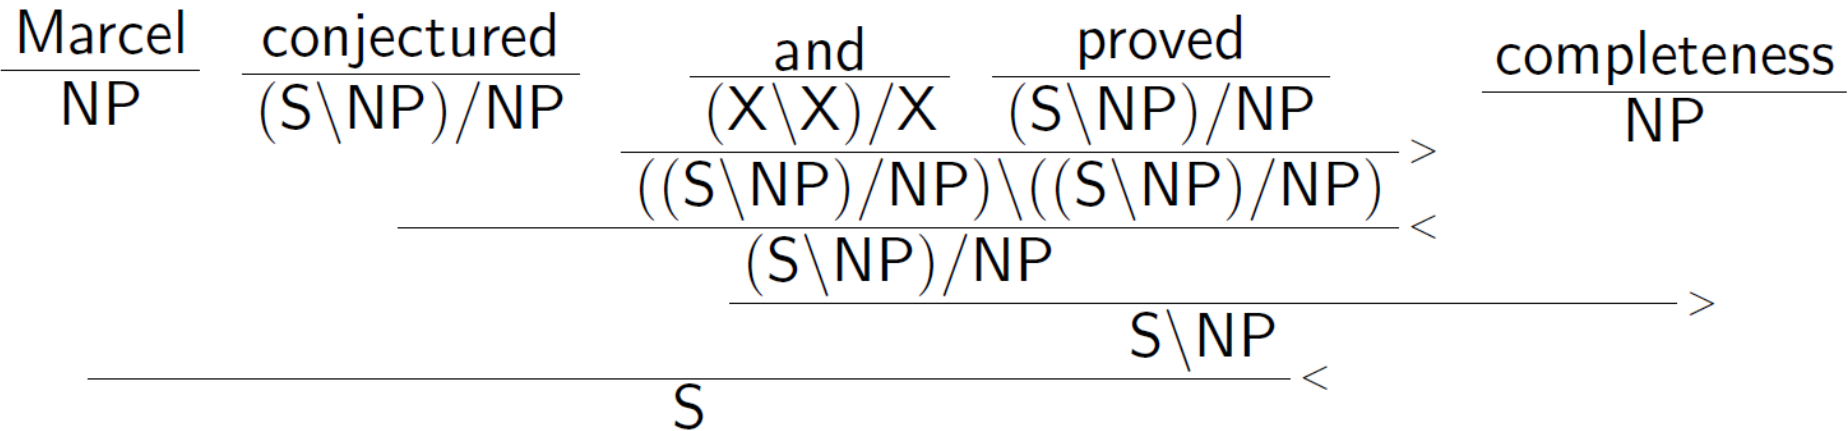 Marcel conjectured and proved completeness
NP (S\NP)/NP (X\X)/X (S\NP)/NP NP
>
((S\NP)/NP)\((S\NP)/NP)
<
(S\NP)/NP
>
S\NP
<
S